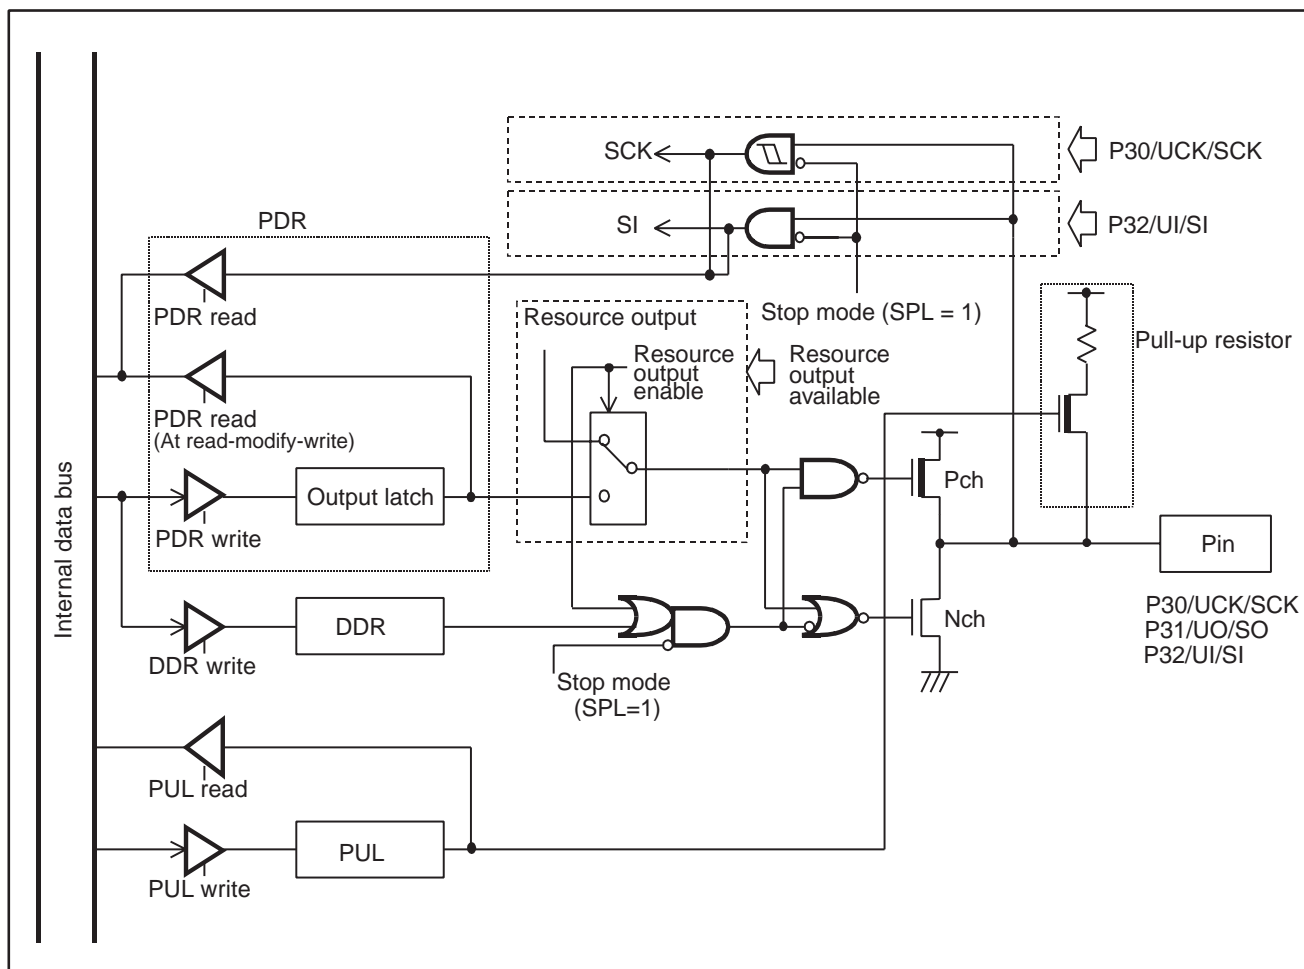 SCK
P30/UCK/SCK
PDR
SI
P32/UI/SI
PDR read
Resource output
Stop mode (SPL = 1)
Resource
output
enable
Resource
output
available
Pull-up resistor
PDR read
(At read-modify-write)
Internal data bus
Output latch
Pch
PDR write
Pin
DDR
Nch
P30/UCK/SCK
P31/UO/SO
P32/UI/SI
DDR write
Stop mode
(SPL=1)
PUL read
PUL
PUL write